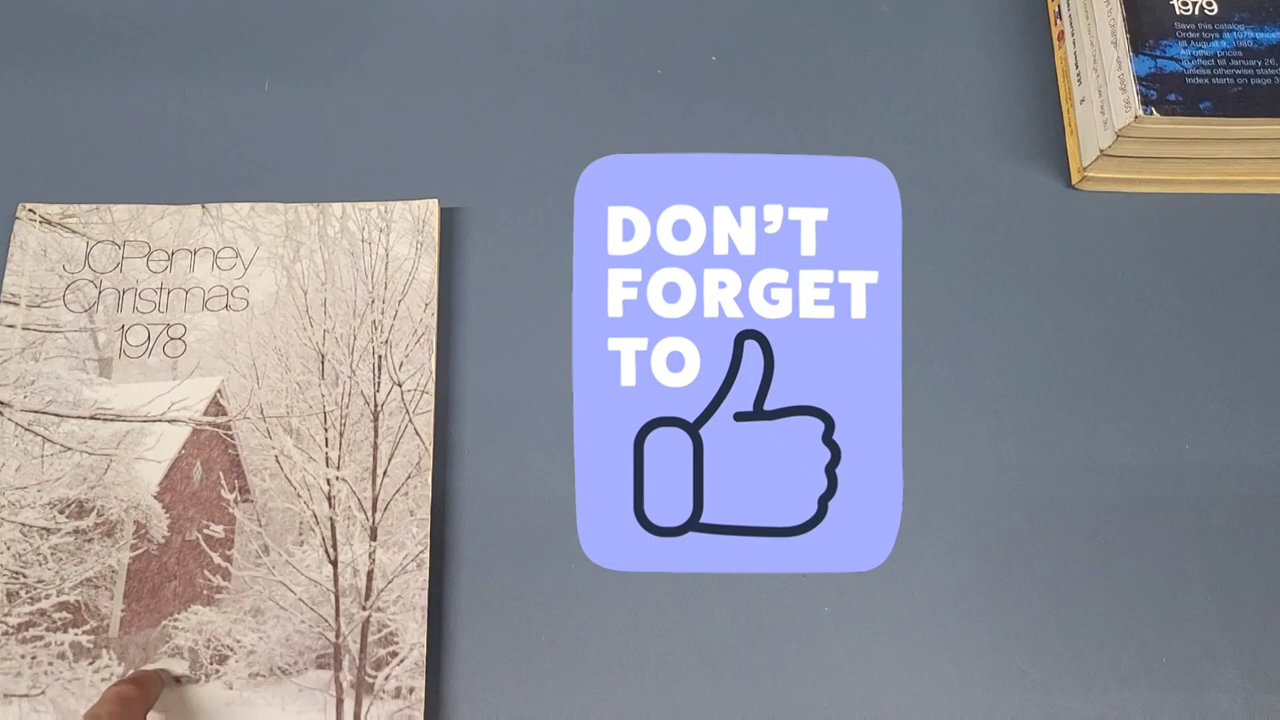 JCPenney
Christmas
1978
DON'T
FORGET
TO
1979
Save this catalog—
Order toys at 1979 prices
till August 9, 1980.
All other prices
in effect till January 26,
unless otherwise stated
Index starts on page 3